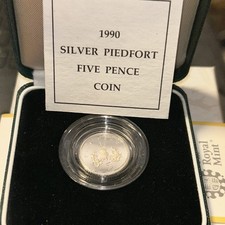 1990
SILVER PIEDFORT
FIVE PENCE
COIN
Royal
Mint